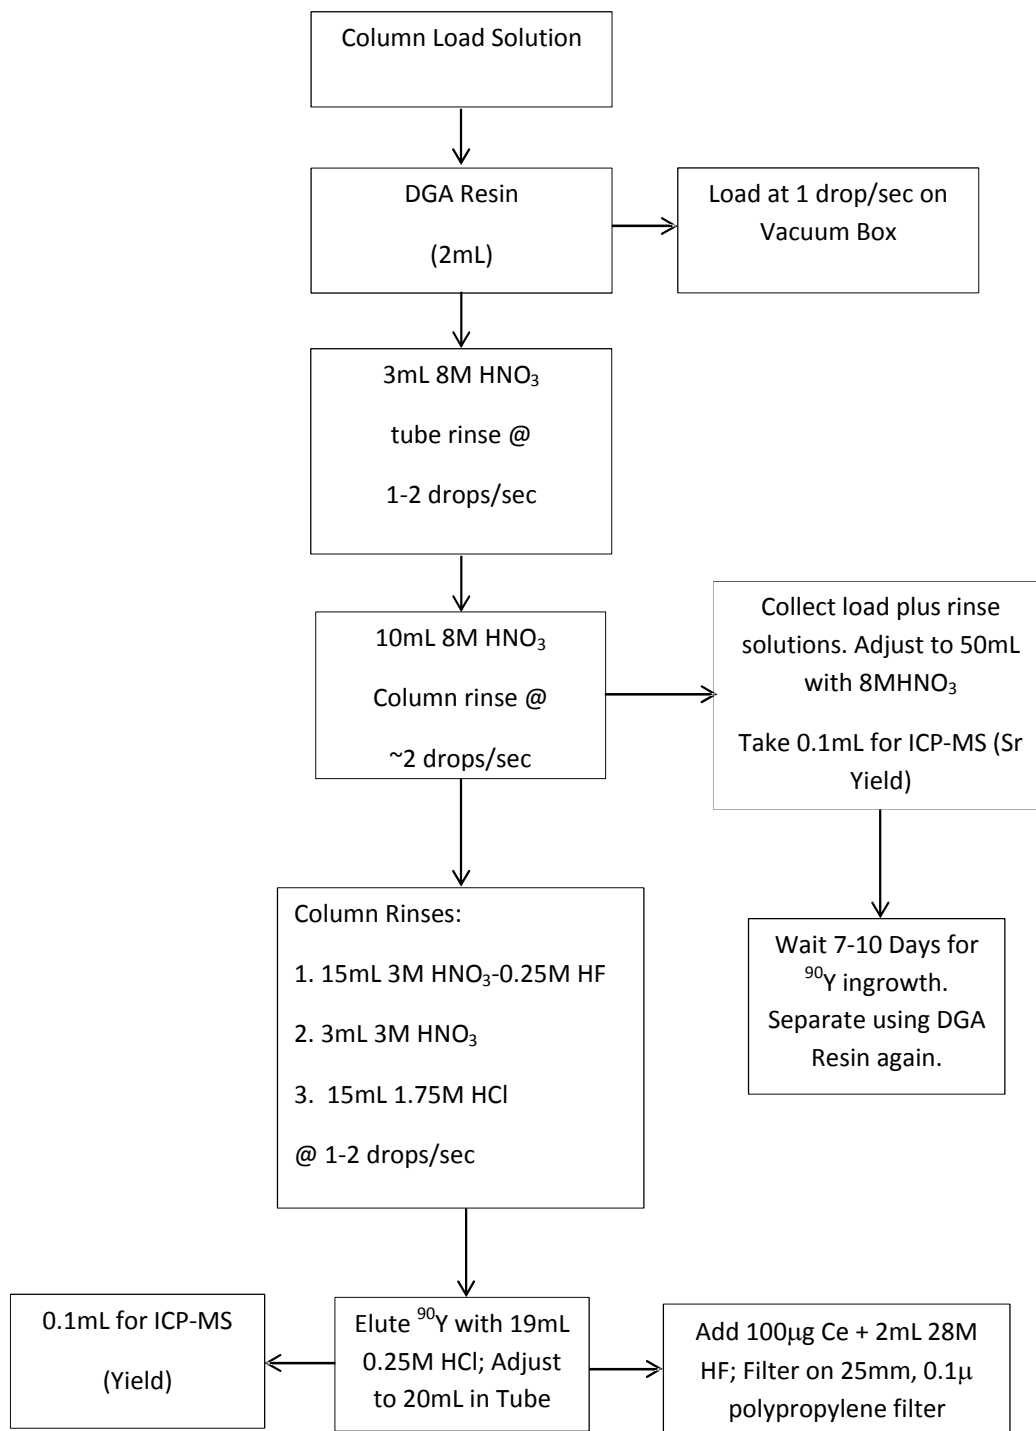 Column Load Solution
DGA Resin
(2mL)
Load at 1 drop/sec on
Vacuum Box
3mL 8M HNO₃
tube rinse @
1-2 drops/sec
10mL 8M HNO₃
Column rinse @
~2 drops/sec
Collect load plus rinse
solutions. Adjust to 50mL
with 8MHNO₃
Take 0.1mL for ICP-MS (Sr
Yield)
Wait 7-10 Days for
⁹⁰Y ingrowth.
Separate using DGA
Resin again.
Column Rinses:
1. 15mL 3M HNO₃-0.25M HF
2. 3mL 3M HNO₃
3. 15mL 1.75M HCl
@ 1-2 drops/sec
0.1mL for ICP-MS
(Yield)
Elute ⁹⁰Y with 19mL
0.25M HCl; Adjust
to 20mL in Tube
Add 100µg Ce + 2mL 28M
HF; Filter on 25mm, 0.1µ
polypropylene filter